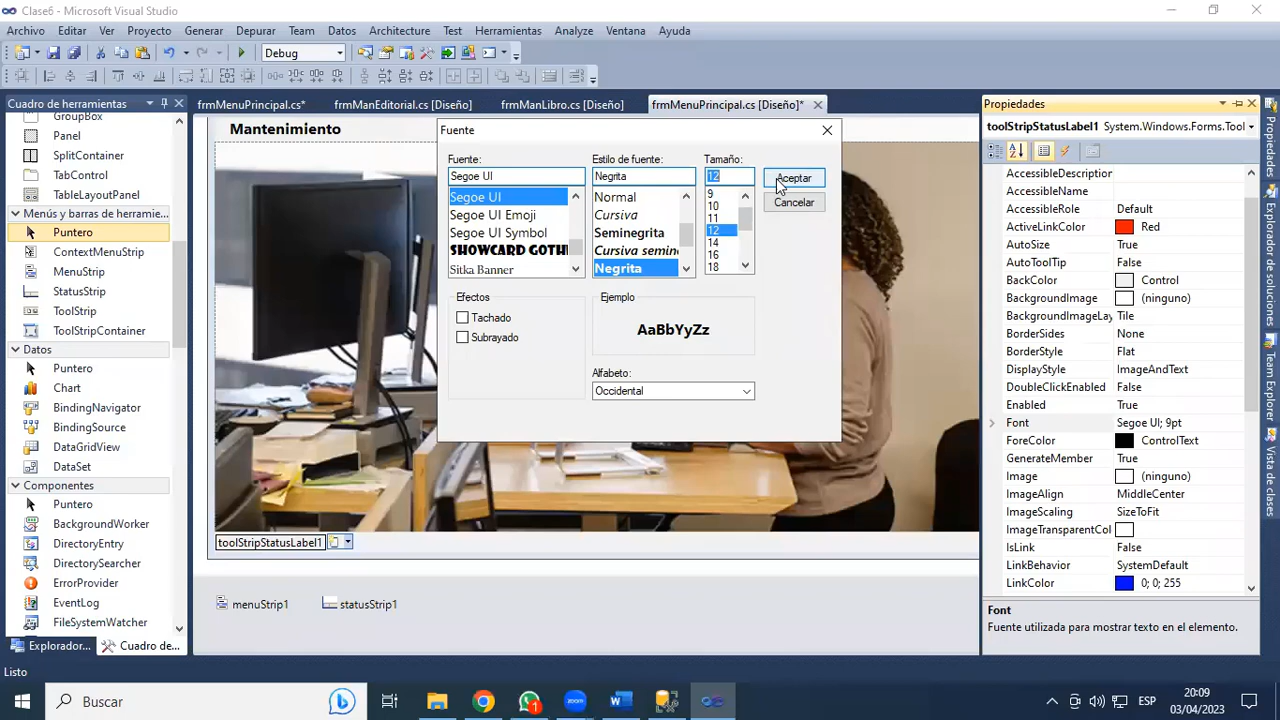 Clase6 - Microsoft Visual Studio
Archivo Editar Ver Proyecto Generar Depurar Team Datos Architecture Test Herramientas Analyze Ventana Ayuda
Debug
Cuadro de herramientas
GroupBox
Panel
SplitContainer
TabControl
TableLayoutPanel
Menús y barras de herramie...
Puntero
ContextMenuStrip
MenuStrip
StatusStrip
ToolStrip
ToolStripContainer
Datos
Puntero
Chart
BindingNavigator
BindingSource
DataGridView
DataSet
Componentes
Puntero
BackgroundWorker
DirectoryEntry
DirectorySearcher
ErrorProvider
EventLog
FileSystemWatcher
Explorador... Cuadro de...
frmMenuPrincipal.cs* frmManEditorial.cs [Diseño] frmManLibro.cs [Diseño] frmMenuPrincipal.cs [Diseño]*
Mantenimiento
Fuente
Fuente:
Segoe UI
Segoe UI
Segoe UI Emoji
Segoe UI Symbol
SHOWCARD GOTHI
Sitka Banner
Estilo de fuente:
Negrita
Normal
Cursiva
Seminegrita
Cursiva semin
Negrita
Tamaño:
12
9
10
11
12
14
16
18
Aceptar
Cancelar
Efectos
Tachado
Subrayado
Ejemplo
AaBbYyZz
Alfabeto:
Occidental
toolStripStatusLabel1
menuStrip1 statusStrip1
Propiedades
toolStripStatusLabel1 System.Windows.Forms.Tool
AccessibleDescription
AccessibleName
AccessibleRole Default
ActiveLinkColor Red
AutoSize True
AutoToolTip False
BackColor Control
BackgroundImage (ninguno)
BackgroundImageLay Tile
BorderSides None
BorderStyle Flat
DisplayStyle ImageAndText
DoubleClickEnabled False
Enabled True
Font Segoe UI; 9pt
ForeColor ControlText
GenerateMember True
Image (ninguno)
ImageAlign MiddleCenter
ImageScaling SizeToFit
ImageTransparentCol
IsLink False
LinkBehavior SystemDefault
LinkColor 0; 0; 255
Font
Fuente utilizada para mostrar texto en el elemento.
Propiedades
Explorador de soluciones
Team Explorer
Vista de clases
Listo
Buscar
1
ESP
20:09
03/04/2023